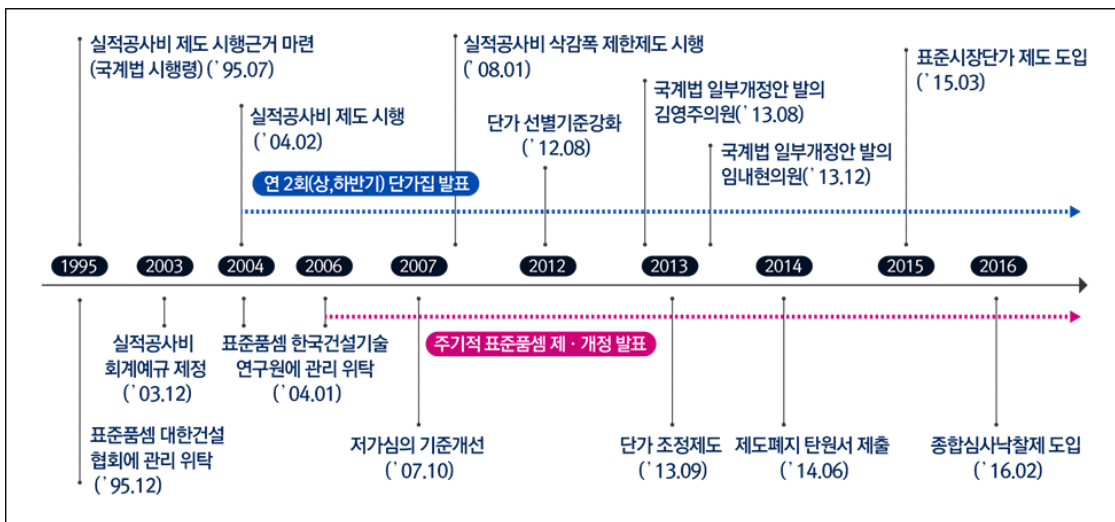 실적공사비 제도 시행근거 마련
(국계법 시행령) (’95.07)
실적공사비 제도 시행
(’04.02)
연 2회(상,하반기) 단가집 발표
실적공사비 삭감폭 제한제도 시행
(’08.01)
단가 선별기준강화
(’12.08)
국계법 일부개정안 발의
김영주의원(’13.08)
국계법 일부개정안 발의
임내현의원(’13.12)
표준시장단가 제도 도입
(’15.03)
1995 2003 2004 2006 2007 2012 2013 2014 2015 2016
실적공사비
회계예규 제정
(’03.12)
표준품셈 대한건설
협회에 관리 위탁
(’95.12)
표준품셈 한국건설기술
연구원에 관리 위탁
(’04.01)
주기적 표준품셈 제 · 개정 발표
저가심의 기준개선
(’07.10)
단가 조정제도
(’13.09)
제도폐지 탄원서 제출
(’14.06)
종합심사낙찰제 도입
(’16.02)